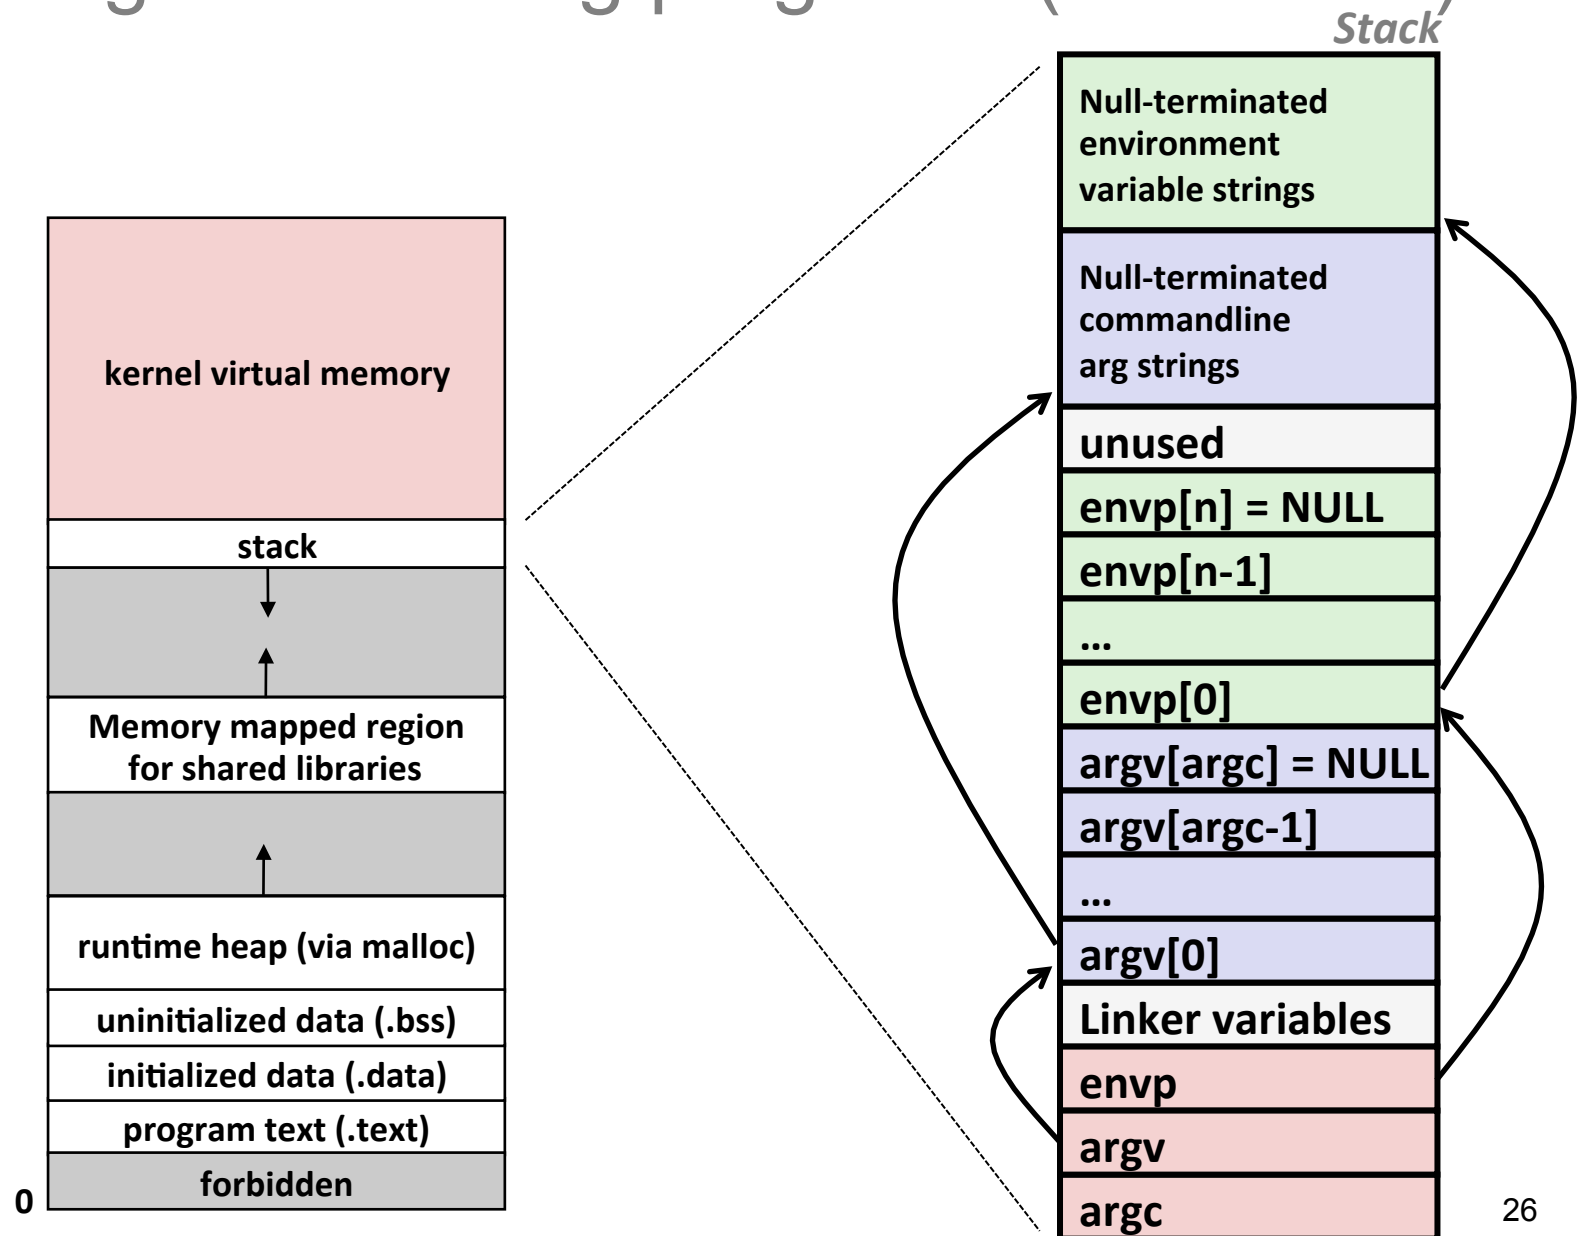 Stack
kernel virtual memory
stack
Memory mapped region
for shared libraries
runtime heap (via malloc)
uninitialized data (.bss)
initialized data (.data)
program text (.text)
forbidden
0
Null-terminated
environment
variable strings
Null-terminated
commandline
arg strings
unused
envp[n] = NULL
envp[n-1]
…
envp[0]
argv[argc] = NULL
argv[argc-1]
…
argv[0]
Linker variables
envp
argv
argc
26